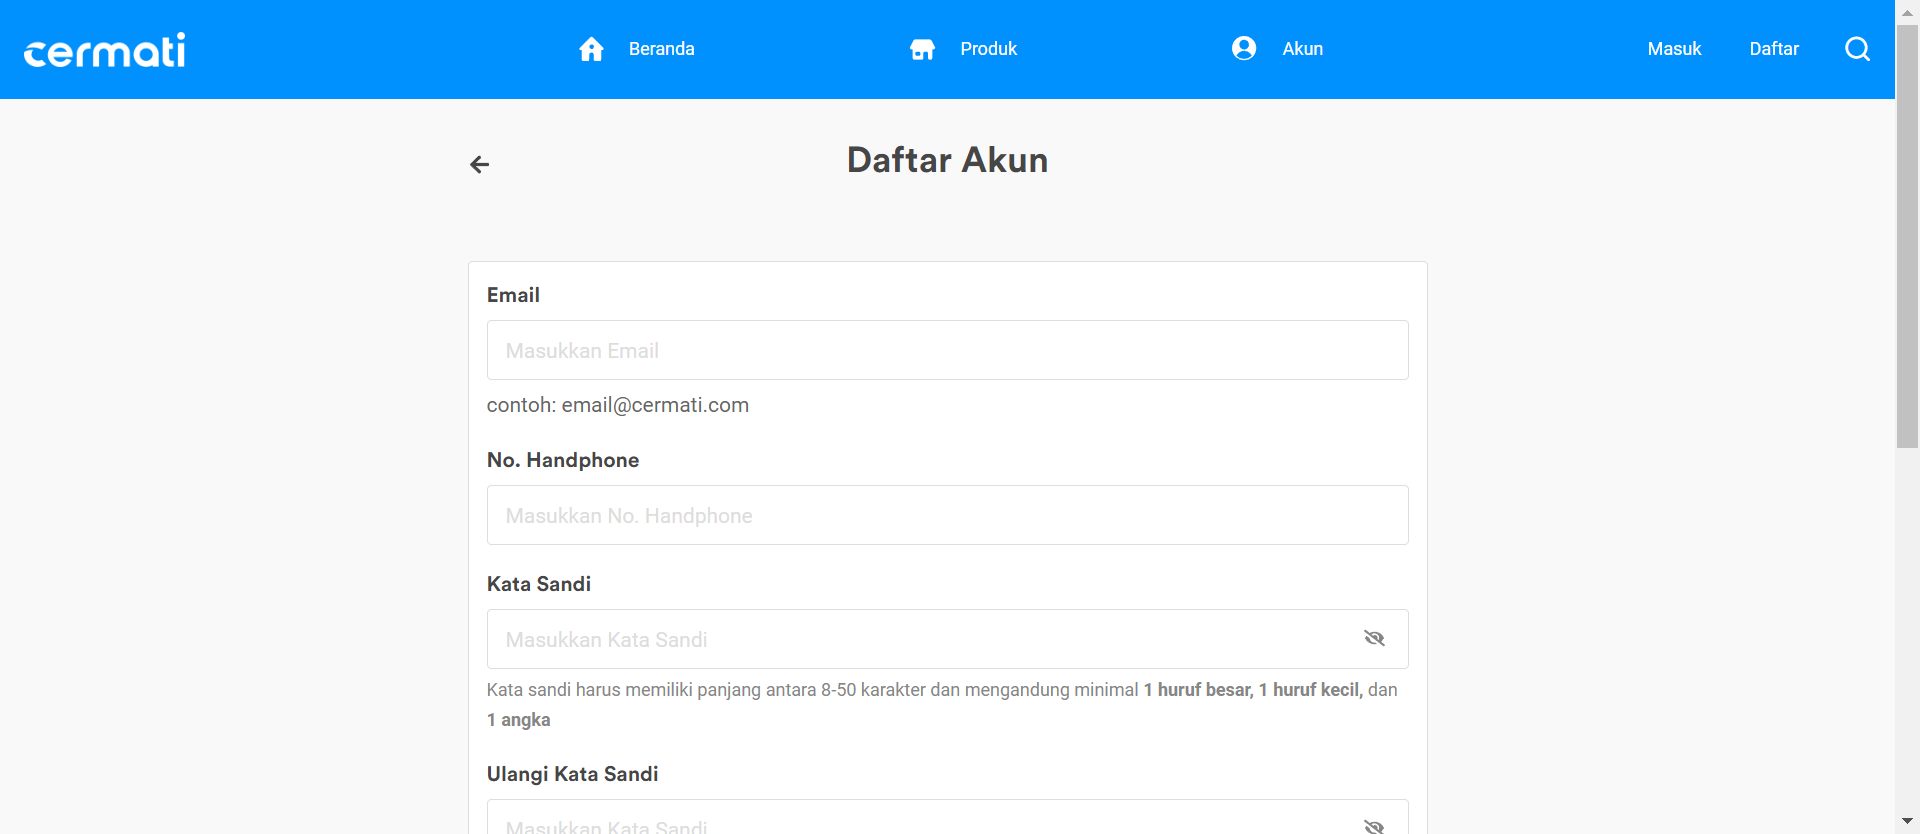 cermati
Beranda
Produk
Akun
Masuk
Daftar
Daftar Akun
Email
Masukkan Email
contoh: email@cermati.com
No. Handphone
Masukkan No. Handphone
Kata Sandi
Masukkan Kata Sandi
Kata sandi harus memiliki panjang antara 8-50 karakter dan mengandung minimal 1 huruf besar, 1 huruf kecil, dan
1 angka
Ulangi Kata Sandi
Masukkan Kata Sandi